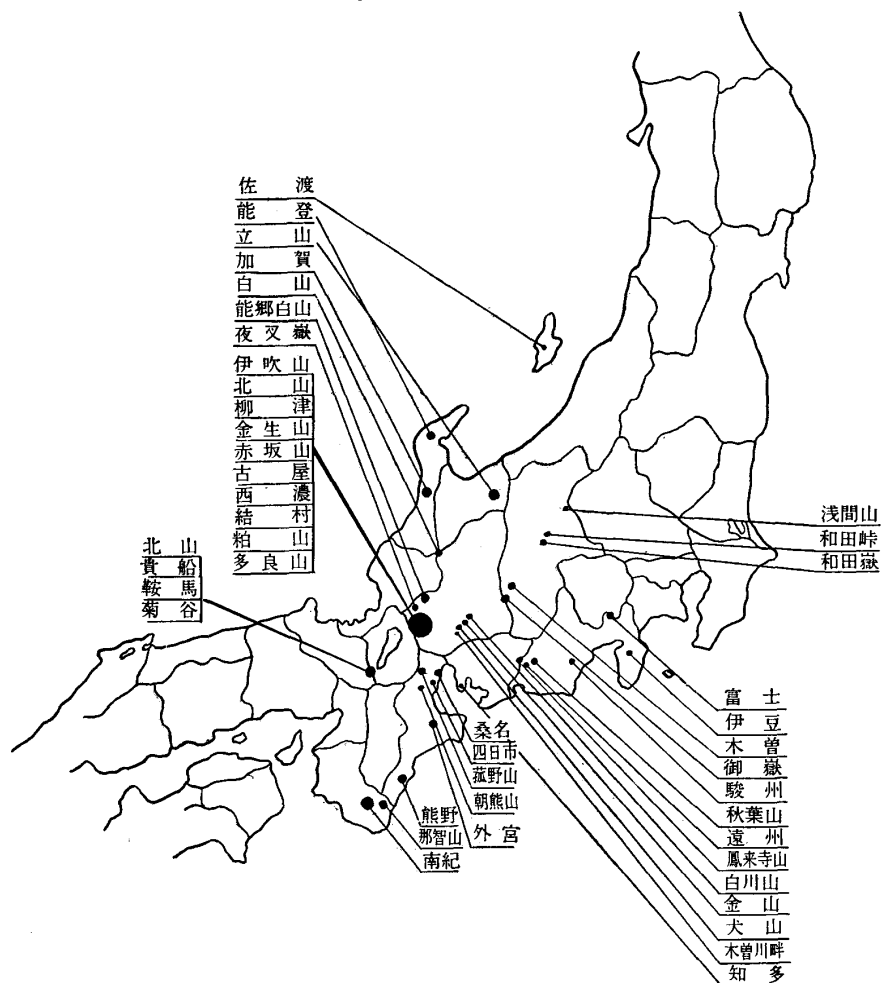 佐渡
能登
立山
加賀
白山
能郷白山
夜叉嶽
伊吹山
北山
柳津
金生山
赤坂山
古屋
西濃
結村
粕山
多良山
北山
貴船
鞍馬
菊谷
浅間山
和田峠
和田嶽
桑名
四日市
菰野山
朝熊山
外宮
熊野
那智山
南紀
富士
伊豆
木曽
御嶽
駿州
秋葉山
遠州
鳳来寺山
白川山
金山
犬山
木曽川畔
知多